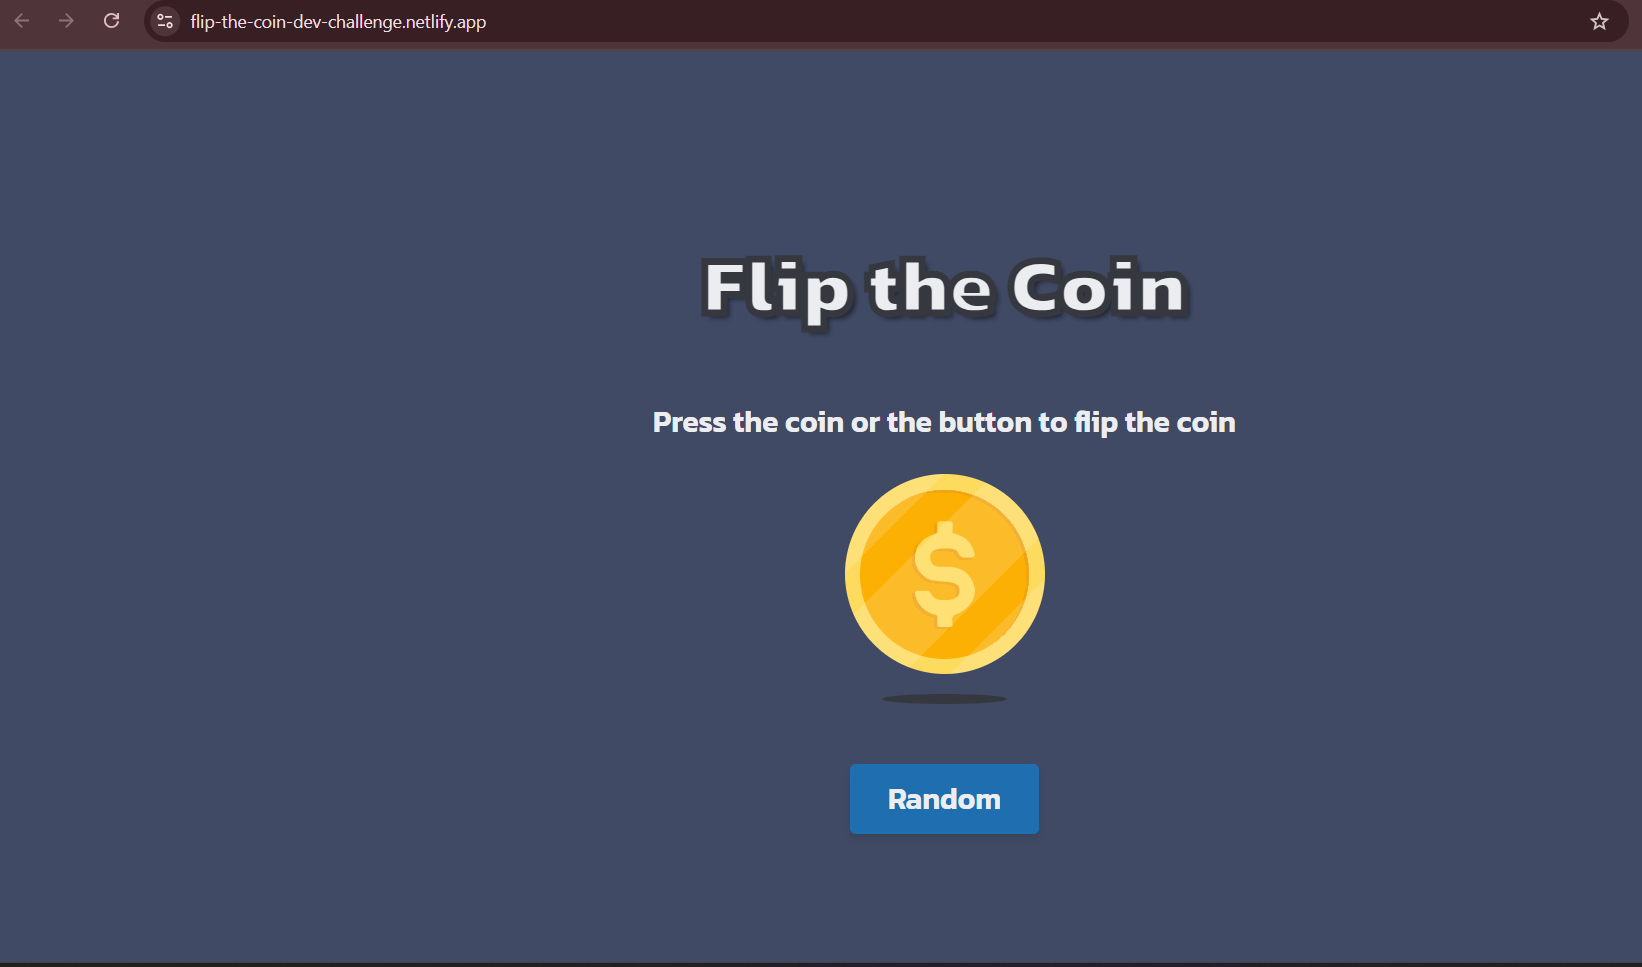 flip-the-coin-dev-challenge.netlify.app
Flip the Coin
Press the coin or the button to flip the coin
$
Random